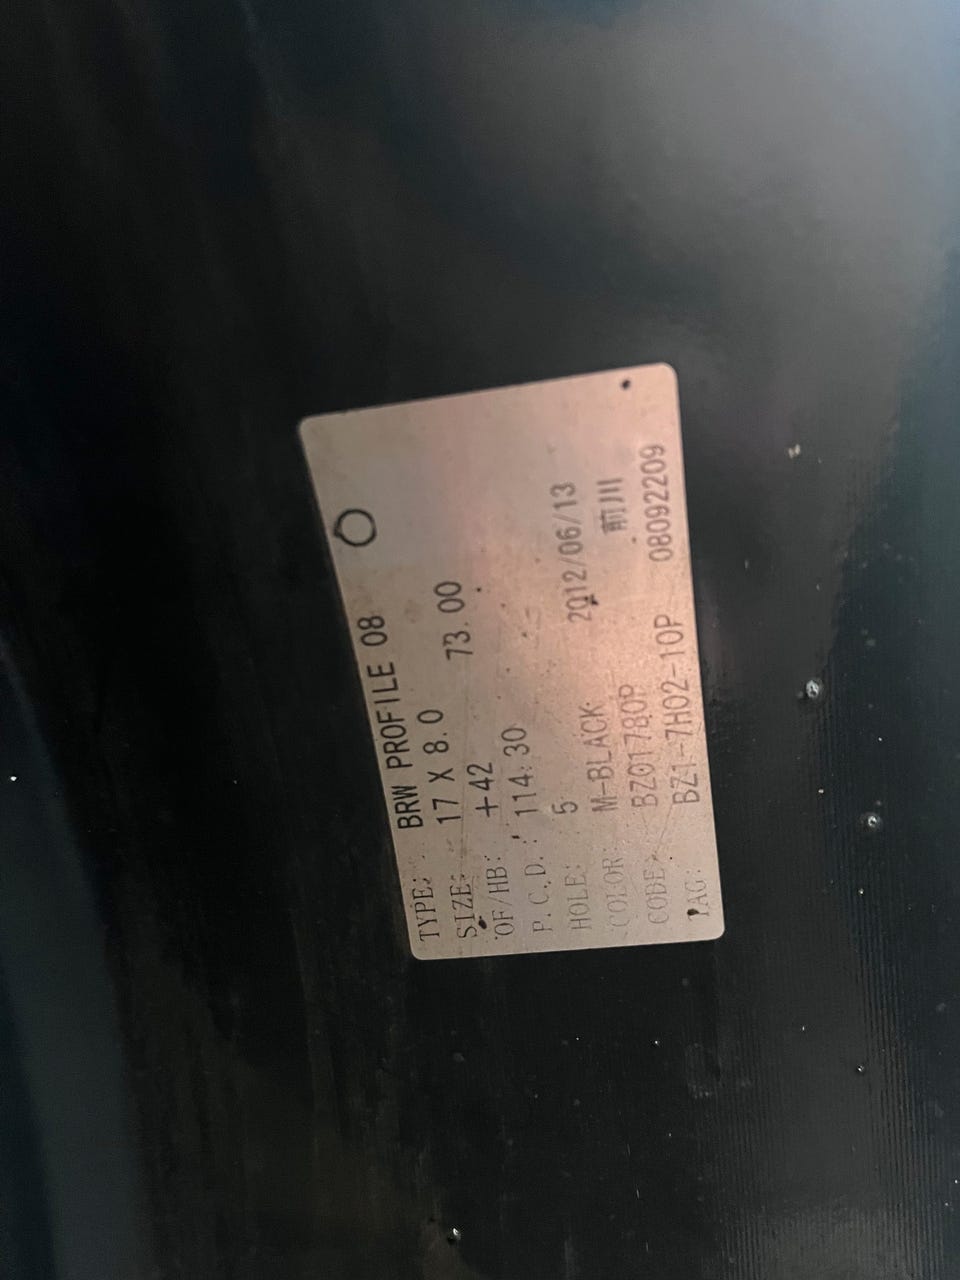 TYPE: BRW PROFILE 08
SIZE: 17 X 8.0
OF/HB: +42 73.00
P.C.D.: 114.30
HOLE: 5 2012/06/13
COLOR: M-BLACK 前川
CODE: BZ01780P
TAG: BZ1-7H02-10P 08092209